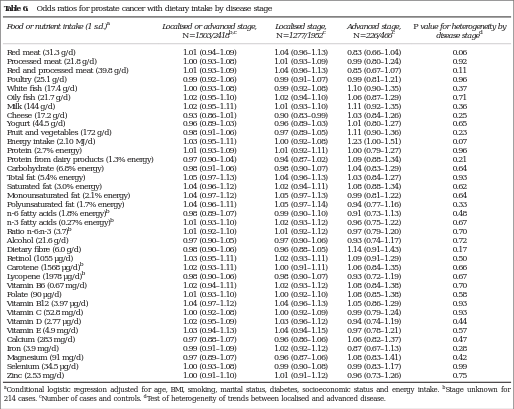 Table 6. Odds ratios for prostate cancer with dietary intake by disease stage
Food or nutrient intake (1 s.d.)a Localised or advanced stage, Localised stage, Advanced stage, P value for heterogeneity by
N=1503/2418b,c N=1277/1952c N=226/466c disease staged
Red meat (31.3 g/d) 1.01 (0.94–1.09) 1.04 (0.96–1.13) 0.83 (0.66–1.04) 0.06
Processed meat (21.8 g/d) 1.00 (0.93–1.08) 1.01 (0.93–1.09) 0.99 (0.80–1.24) 0.92
Red and processed meat (39.8 g/d) 1.01 (0.93–1.09) 1.04 (0.96–1.13) 0.85 (0.67–1.07) 0.11
Poultry (25.1 g/d) 0.99 (0.92–1.06) 0.99 (0.91–1.07) 0.99 (0.81–1.21) 0.96
White fish (17.4 g/d) 1.00 (0.93–1.08) 0.99 (0.92–1.08) 1.10 (0.90–1.35) 0.37
Oily fish (21.7 g/d) 1.02 (0.95–1.10) 1.02 (0.94–1.10) 1.06 (0.87–1.29) 0.71
Milk (144 g/d) 1.02 (0.95–1.11) 1.01 (0.93–1.10) 1.11 (0.92–1.35) 0.36
Cheese (17.2 g/d) 0.93 (0.86–1.01) 0.90 (0.83–0.99) 1.03 (0.84–1.26) 0.25
Yogurt (44.5 g/d) 0.96 (0.89–1.03) 0.96 (0.89–1.03) 1.01 (0.80–1.27) 0.65
Fruit and vegetables (172 g/d) 0.98 (0.91–1.06) 0.97 (0.89–1.05) 1.11 (0.90–1.36) 0.23
Energy intake (2.10 MJ/d) 1.03 (0.95–1.11) 1.00 (0.92–1.08) 1.23 (1.00–1.51) 0.07
Protein (2.7% energy) 1.01 (0.93–1.09) 1.01 (0.92–1.11) 1.00 (0.79–1.27) 0.96
Protein from dairy products (1.3% energy) 0.97 (0.90–1.04) 0.94 (0.87–1.02) 1.09 (0.88–1.34) 0.21
Carbohydrate (6.8% energy) 0.98 (0.91–1.06) 0.98 (0.90–1.07) 1.04 (0.83–1.29) 0.64
Total fat (5.4% energy) 1.05 (0.97–1.13) 1.04 (0.96–1.13) 1.03 (0.84–1.27) 0.93
Saturated fat (3.0% energy) 1.04 (0.96–1.12) 1.02 (0.94–1.11) 1.08 (0.88–1.34) 0.62
Monounsaturated fat (2.1% energy) 1.04 (0.97–1.12) 1.05 (0.97–1.13) 0.99 (0.81–1.22) 0.64
Polyunsaturated fat (1.7% energy) 1.04 (0.96–1.11) 1.05 (0.97–1.14) 0.94 (0.77–1.16) 0.33
n-6 fatty acids (1.8% energy)b 0.98 (0.89–1.07) 0.99 (0.90–1.10) 0.91 (0.73–1.13) 0.48
n-3 fatty acids (0.27% energy)b 1.01 (0.93–1.10) 1.02 (0.93–1.12) 0.96 (0.75–1.22) 0.67
Ratio n-6:n-3 (3.7)b 1.01 (0.92–1.10) 1.01 (0.92–1.12) 0.97 (0.79–1.20) 0.70
Alcohol (21.6 g/d) 0.97 (0.90–1.05) 0.97 (0.90–1.06) 0.93 (0.74–1.17) 0.72
Dietary fibre (6.0 g/d) 0.98 (0.90–1.06) 0.96 (0.88–1.05) 1.14 (0.91–1.43) 0.17
Retinol (1055 μg/d) 1.03 (0.95–1.11) 1.02 (0.93–1.11) 1.09 (0.91–1.29) 0.50
Carotene (1568 μg/d)b 1.02 (0.93–1.11) 1.00 (0.91–1.11) 1.06 (0.84–1.35) 0.66
Lycopene (1978 μg/d)b 0.98 (0.90–1.06) 0.98 (0.90–1.07) 0.93 (0.72–1.19) 0.67
Vitamin B6 (0.67 mg/d) 1.02 (0.94–1.11) 1.02 (0.93–1.12) 1.08 (0.84–1.38) 0.70
Folate (90 μg/d) 1.01 (0.93–1.10) 1.00 (0.92–1.10) 1.08 (0.85–1.38) 0.58
Vitamin B12 (3.97 μg/d) 1.04 (0.97–1.12) 1.04 (0.96–1.13) 1.05 (0.86–1.29) 0.93
Vitamin C (52.8 mg/d) 1.00 (0.92–1.08) 1.00 (0.92–1.09) 0.99 (0.79–1.24) 0.93
Vitamin D (2.77 μg/d) 1.02 (0.95–1.09) 1.03 (0.96–1.12) 0.94 (0.74–1.19) 0.44
Vitamin E (4.9 mg/d) 1.03 (0.94–1.13) 1.04 (0.94–1.15) 0.97 (0.78–1.21) 0.57
Calcium (283 mg/d) 0.97 (0.88–1.07) 0.96 (0.86–1.06) 1.06 (0.82–1.37) 0.47
Iron (3.9 mg/d) 0.99 (0.91–1.09) 1.02 (0.92–1.12) 0.87 (0.67–1.13) 0.28
Magnesium (91 mg/d) 0.97 (0.89–1.07) 0.96 (0.87–1.06) 1.08 (0.83–1.41) 0.42
Selenium (34.5 μg/d) 1.00 (0.93–1.08) 0.99 (0.90–1.08) 0.99 (0.83–1.17) 0.99
Zinc (2.53 mg/d) 1.00 (0.91–1.10) 1.01 (0.91–1.12) 0.96 (0.73–1.26) 0.75
aConditional logistic regression adjusted for age, BMI, smoking, marital status, diabetes, socioeconomic status and energy intake. bStage unknown for
214 cases. cNumber of cases and controls. dTest of heterogeneity of trends between localised and advanced disease.